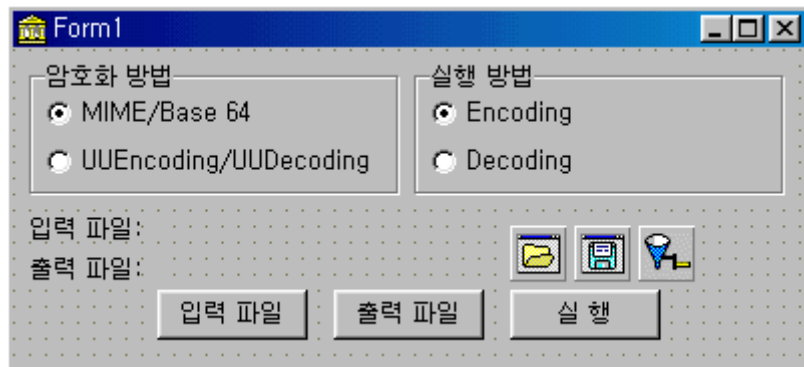 Form1
암호화 방법
MIME/Base 64
UUEncoding/UUDecoding
실행 방법
Encoding
Decoding
입력 파일:
출력 파일:
입력 파일
출력 파일
실 행